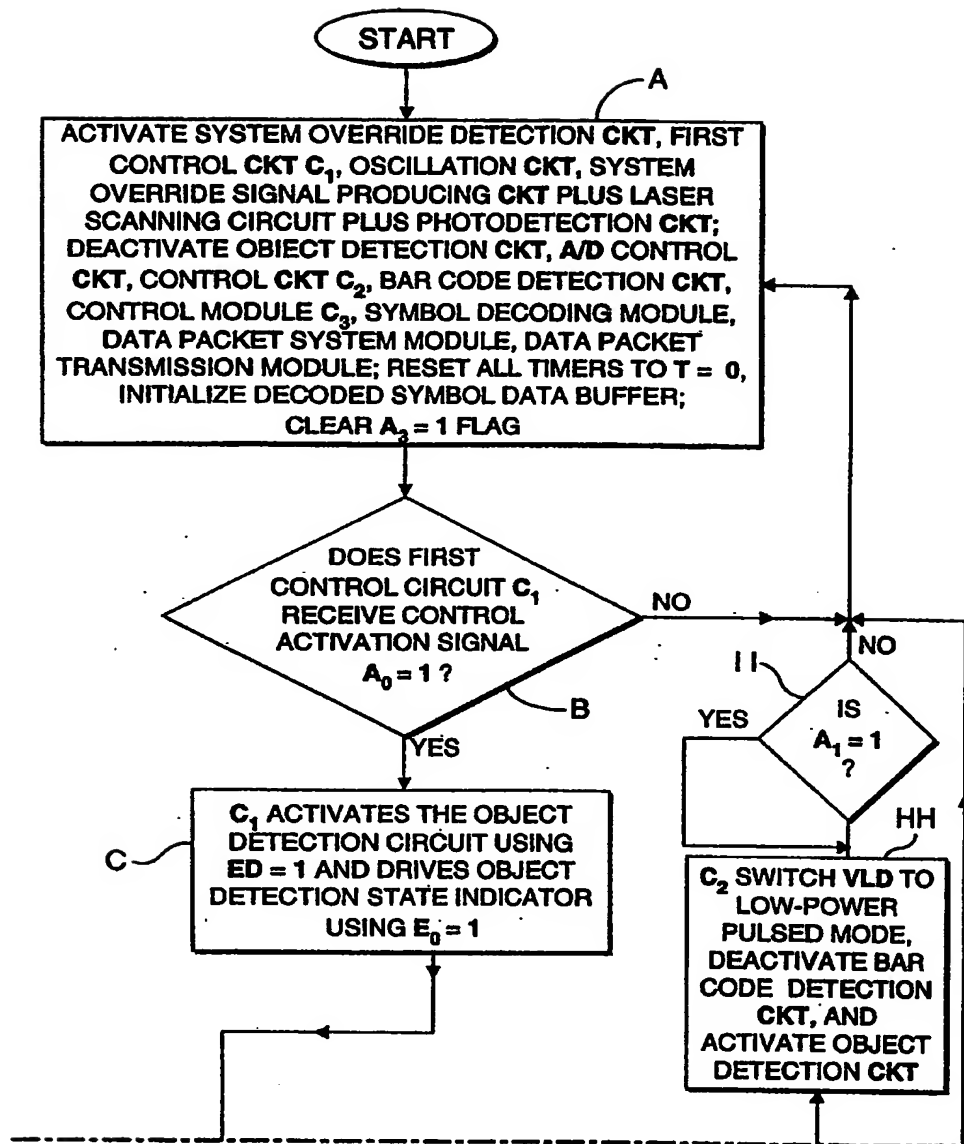 START
A
ACTIVATE SYSTEM OVERRIDE DETECTION CKT, FIRST
CONTROL CKT C₁, OSCILLATION CKT, SYSTEM
OVERRIDE SIGNAL PRODUCING CKT PLUS LASER
SCANNING CIRCUIT PLUS PHOTODETECTION CKT;
DEACTIVATE OBJECT DETECTION CKT, A/D CONTROL
CKT, CONTROL CKT C₂, BAR CODE DETECTION CKT,
CONTROL MODULE C₃, SYMBOL DECODING MODULE,
DATA PACKET SYSTEM MODULE, DATA PACKET
TRANSMISSION MODULE; RESET ALL TIMERS TO T = 0,
INITIALIZE DECODED SYMBOL DATA BUFFER;
CLEAR A₃ = 1 FLAG
DOES FIRST
CONTROL CIRCUIT C₁
RECEIVE CONTROL
ACTIVATION SIGNAL
A₀ = 1 ?
NO
B
YES
C
C₁ ACTIVATES THE OBJECT
DETECTION CIRCUIT USING
ED = 1 AND DRIVES OBJECT
DETECTION STATE INDICATOR
USING E₀ = 1
NO
II
YES
IS
A₁ = 1
?
HH
C₂ SWITCH VLD TO
LOW-POWER
PULSED MODE,
DEACTIVATE BAR
CODE DETECTION
CKT, AND
ACTIVATE OBJECT
DETECTION CKT